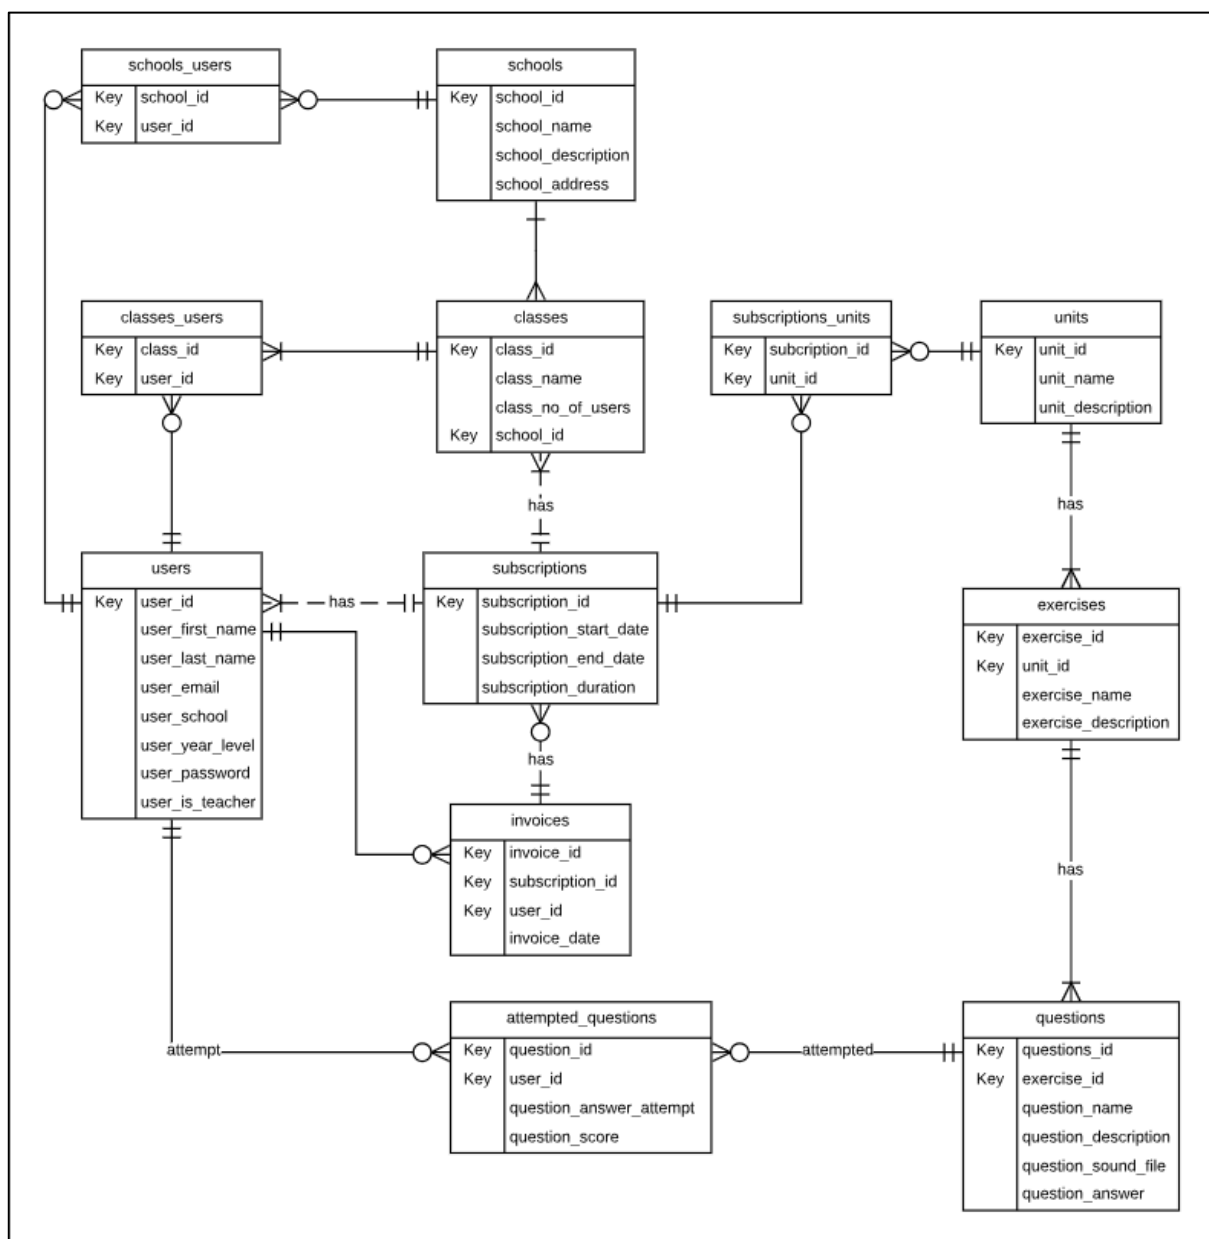 schools_users
Key school_id
Key user_id
schools
Key school_id
school_name
school_description
school_address
classes_users
Key class_id
Key user_id
classes
Key class_id
class_name
class_no_of_users
Key school_id
subscriptions_units
Key subcription_id
Key unit_id
units
Key unit_id
unit_name
unit_description
has
has
users
Key user_id
user_first_name
user_last_name
user_email
user_school
user_year_level
user_password
user_is_teacher
has
subscriptions
Key subscription_id
subscription_start_date
subscription_end_date
subscription_duration
exercises
Key exercise_id
Key unit_id
exercise_name
exercise_description
has
invoices
Key invoice_id
Key subscription_id
Key user_id
invoice_date
has
attempt
attempted_questions
Key question_id
Key user_id
question_answer_attempt
question_score
attempted
questions
Key questions_id
Key exercise_id
question_name
question_description
question_sound_file
question_answer